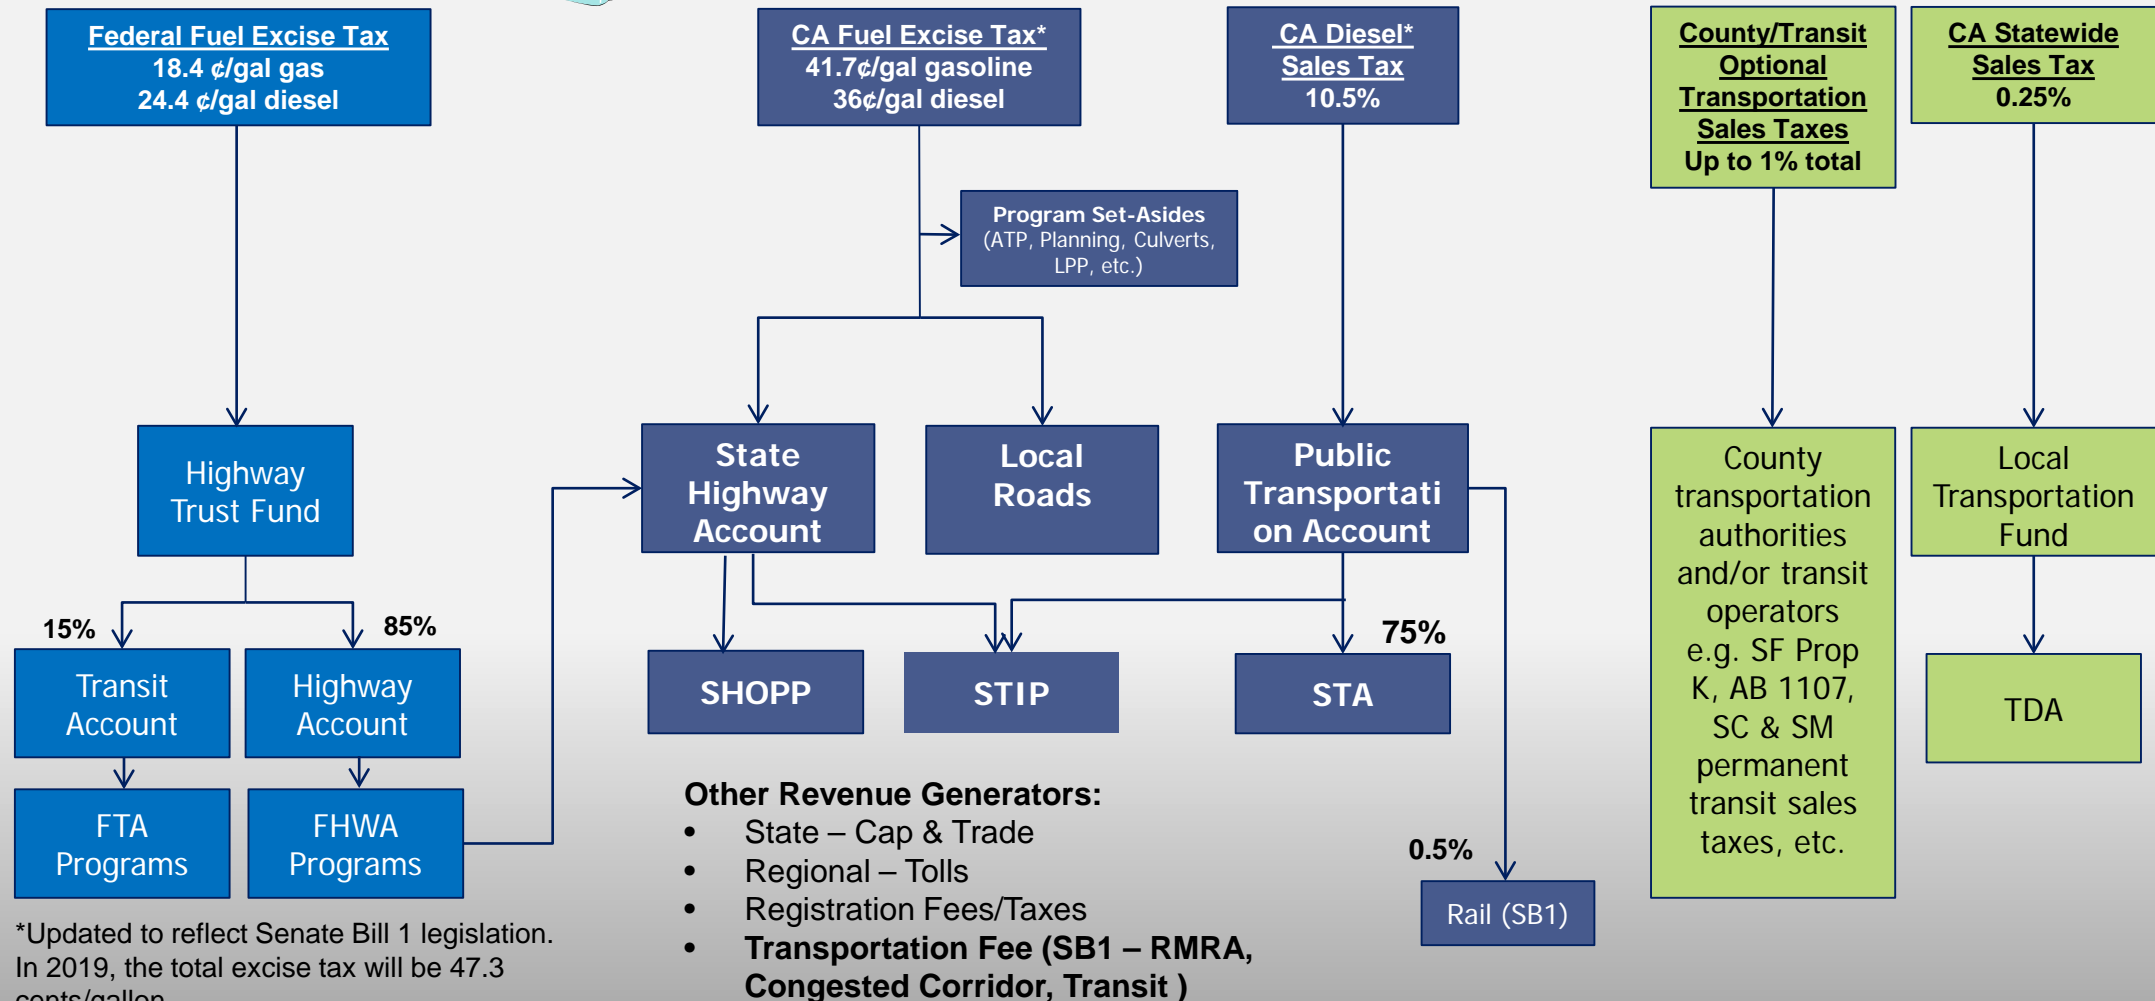 Federal Fuel Excise Tax
18.4 ¢/gal gas
24.4 ¢/gal diesel
CA Fuel Excise Tax*
41.7¢/gal gasoline
36¢/gal diesel
CA Diesel*
Sales Tax
10.5%
County/Transit
Optional
Transportation
Sales Taxes
Up to 1% total
CA Statewide
Sales Tax
0.25%
Program Set-Asides
(ATP, Planning, Culverts,
LPP, etc.)
Highway
Trust Fund
State
Highway
Account
Local
Roads
Public
Transportati
on Account
County
transportation
authorities
and/or transit
operators
e.g. SF Prop
K, AB 1107,
SC & SM
permanent
transit sales
taxes, etc.
Local
Transportation
Fund
15%
85%
75%
Transit
Account
Highway
Account
SHOPP
STIP
STA
TDA
FTA
Programs
FHWA
Programs
Other Revenue Generators:
• State – Cap & Trade
• Regional – Tolls
• Registration Fees/Taxes
• Transportation Fee (SB1 – RMRA,
Congested Corridor, Transit )
0.5%
Rail (SB1)
*Updated to reflect Senate Bill 1 legislation.
In 2019, the total excise tax will be 47.3
cents/gallon